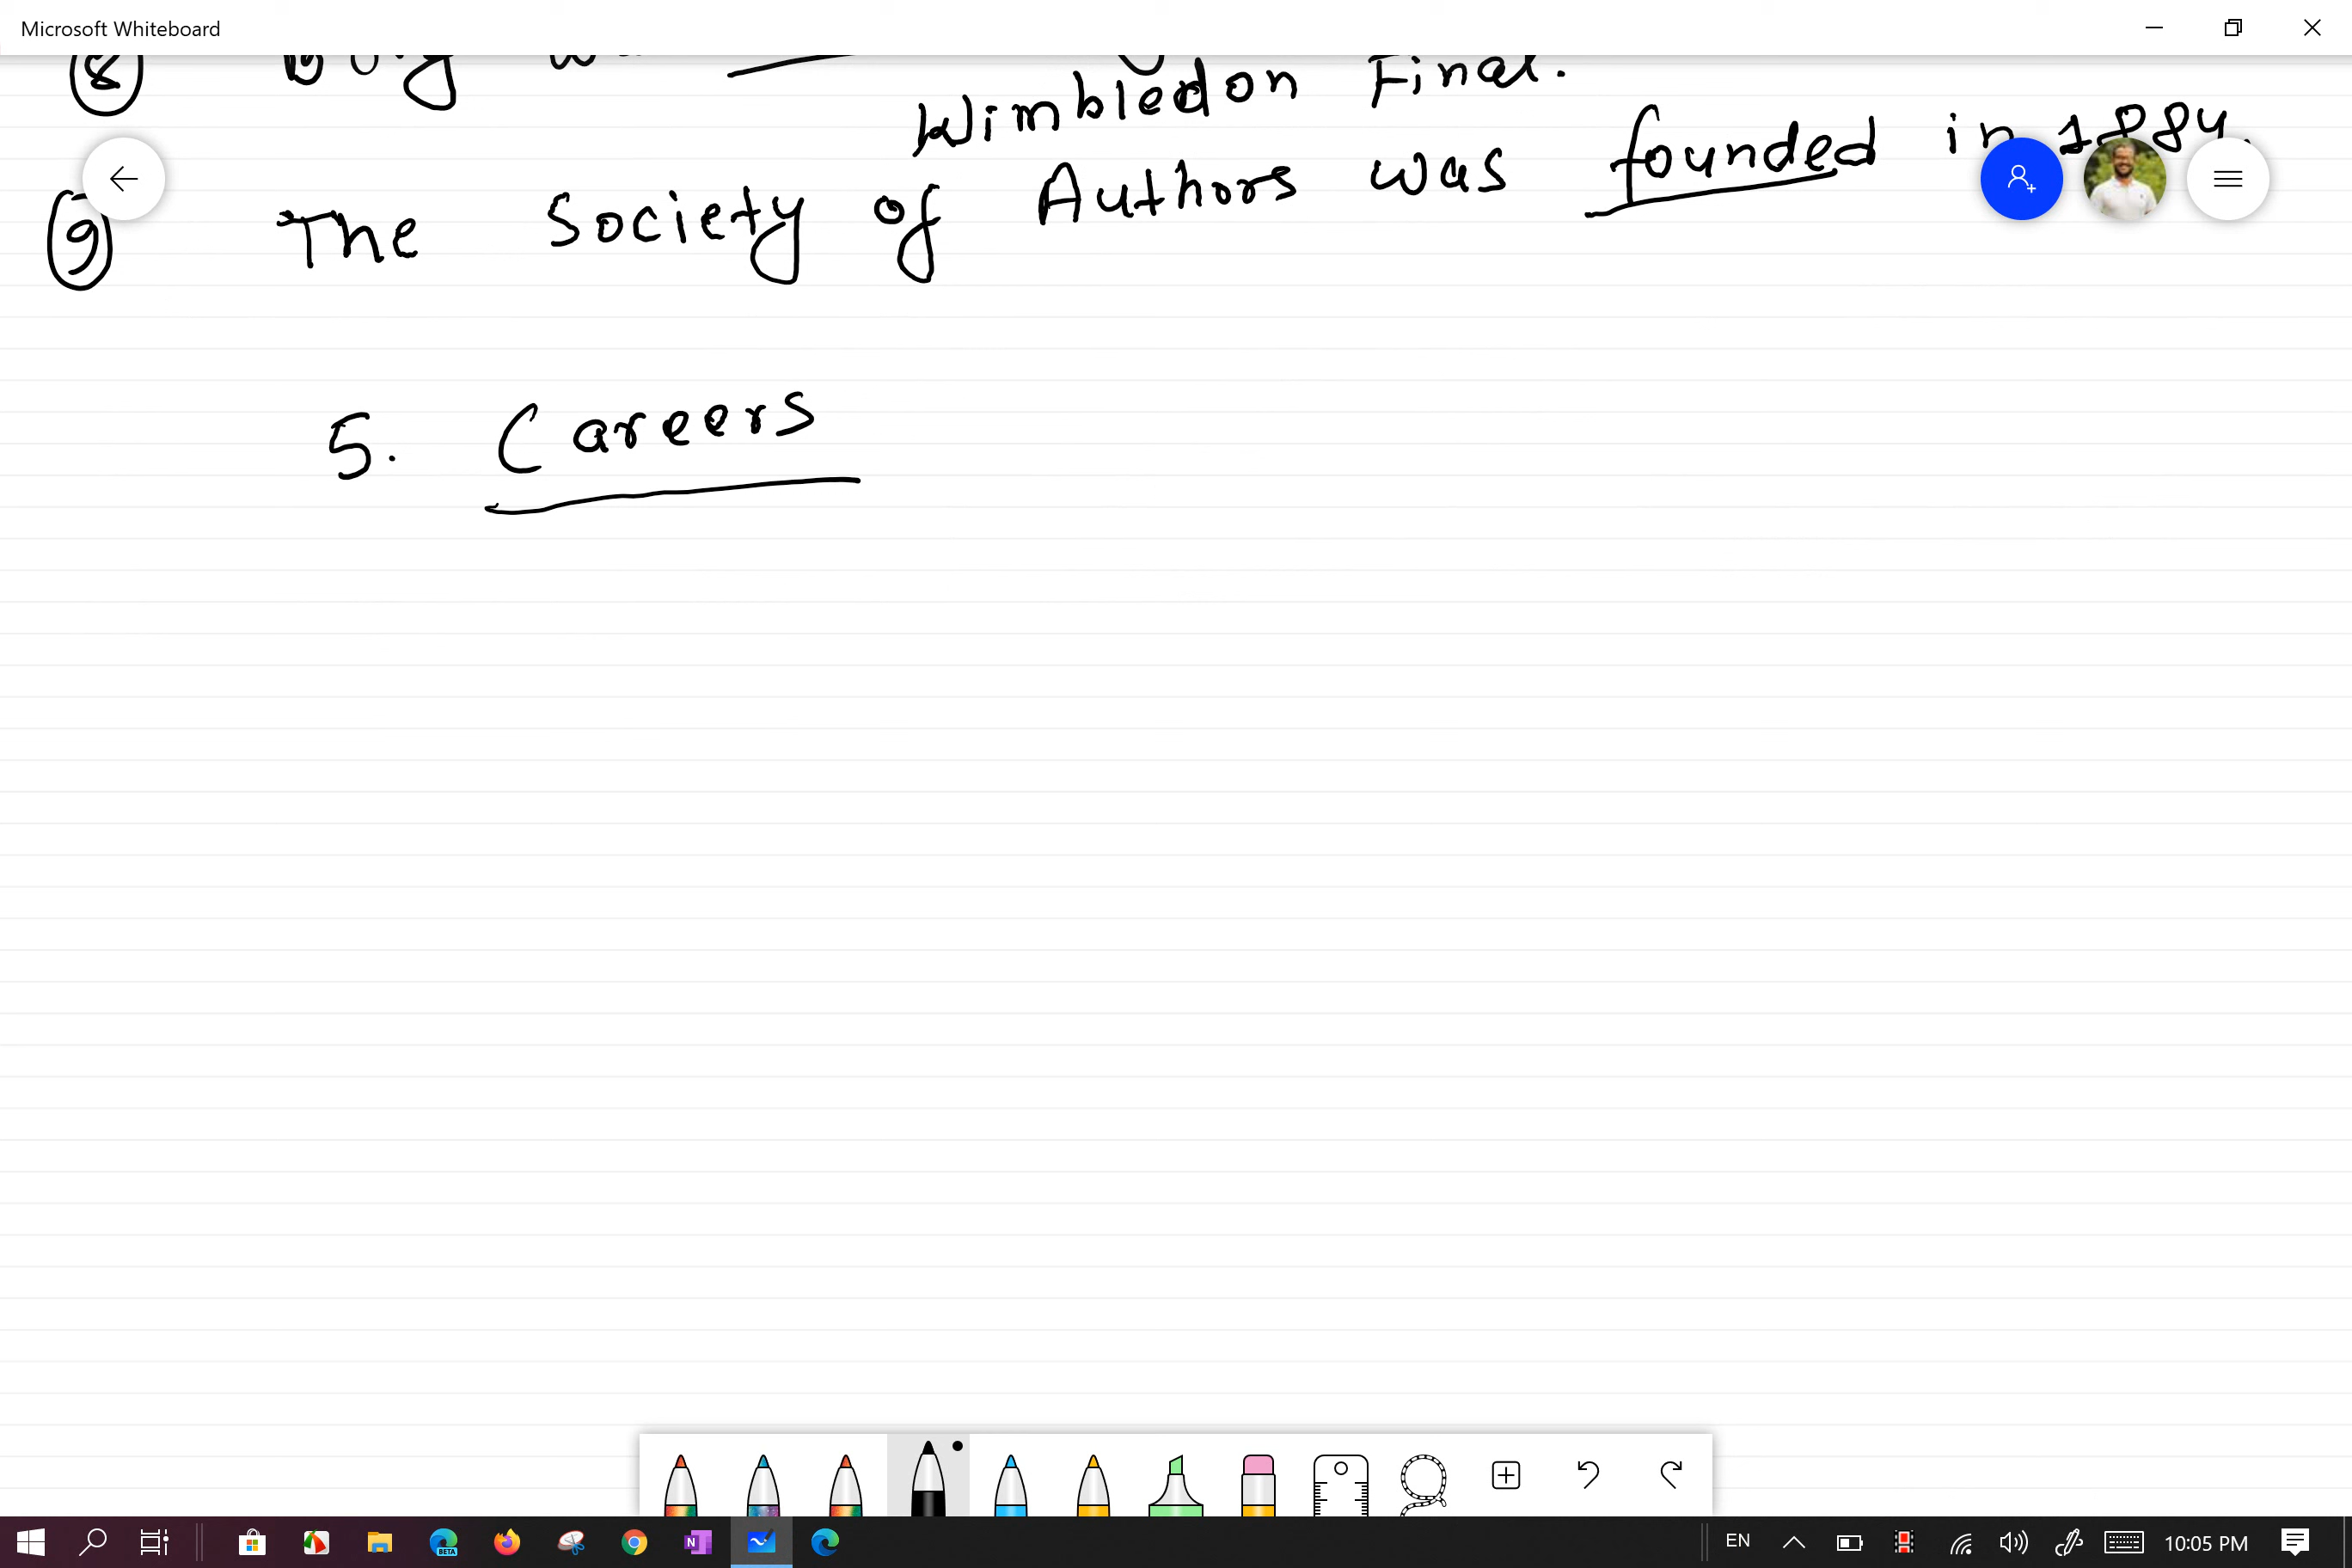 Microsoft Whiteboard
8
Wimbledon Final.
9 The Society of Authors was founded in 1884.
5. Careers
BETA
N
EN
10:05 PM